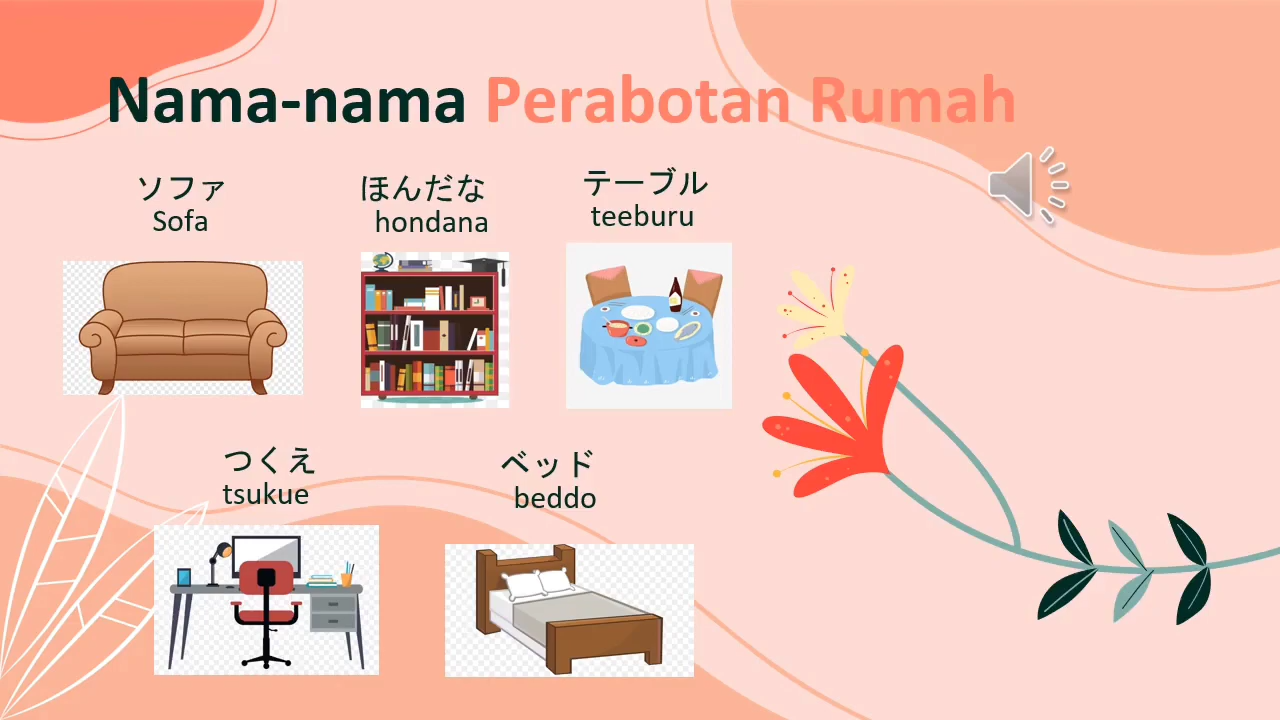 Nama-nama Perabotan Rumah
ソファ
Sofa
ほんだな
hondana
テーブル
teeburu
つくえ
tsukue
ベッド
beddo